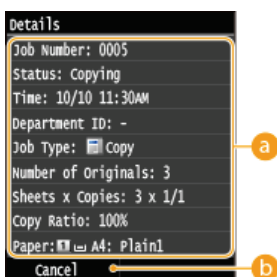 Details
Job Number: 0005
Status: Copying
Time: 10/10 11:30AM
Department ID: -
Job Type: Copy
Number of Originals: 3
Sheets x Copies: 3 x 1/1
Copy Ratio: 100%
Paper: 1 A4: Plain1
Cancel
a
b